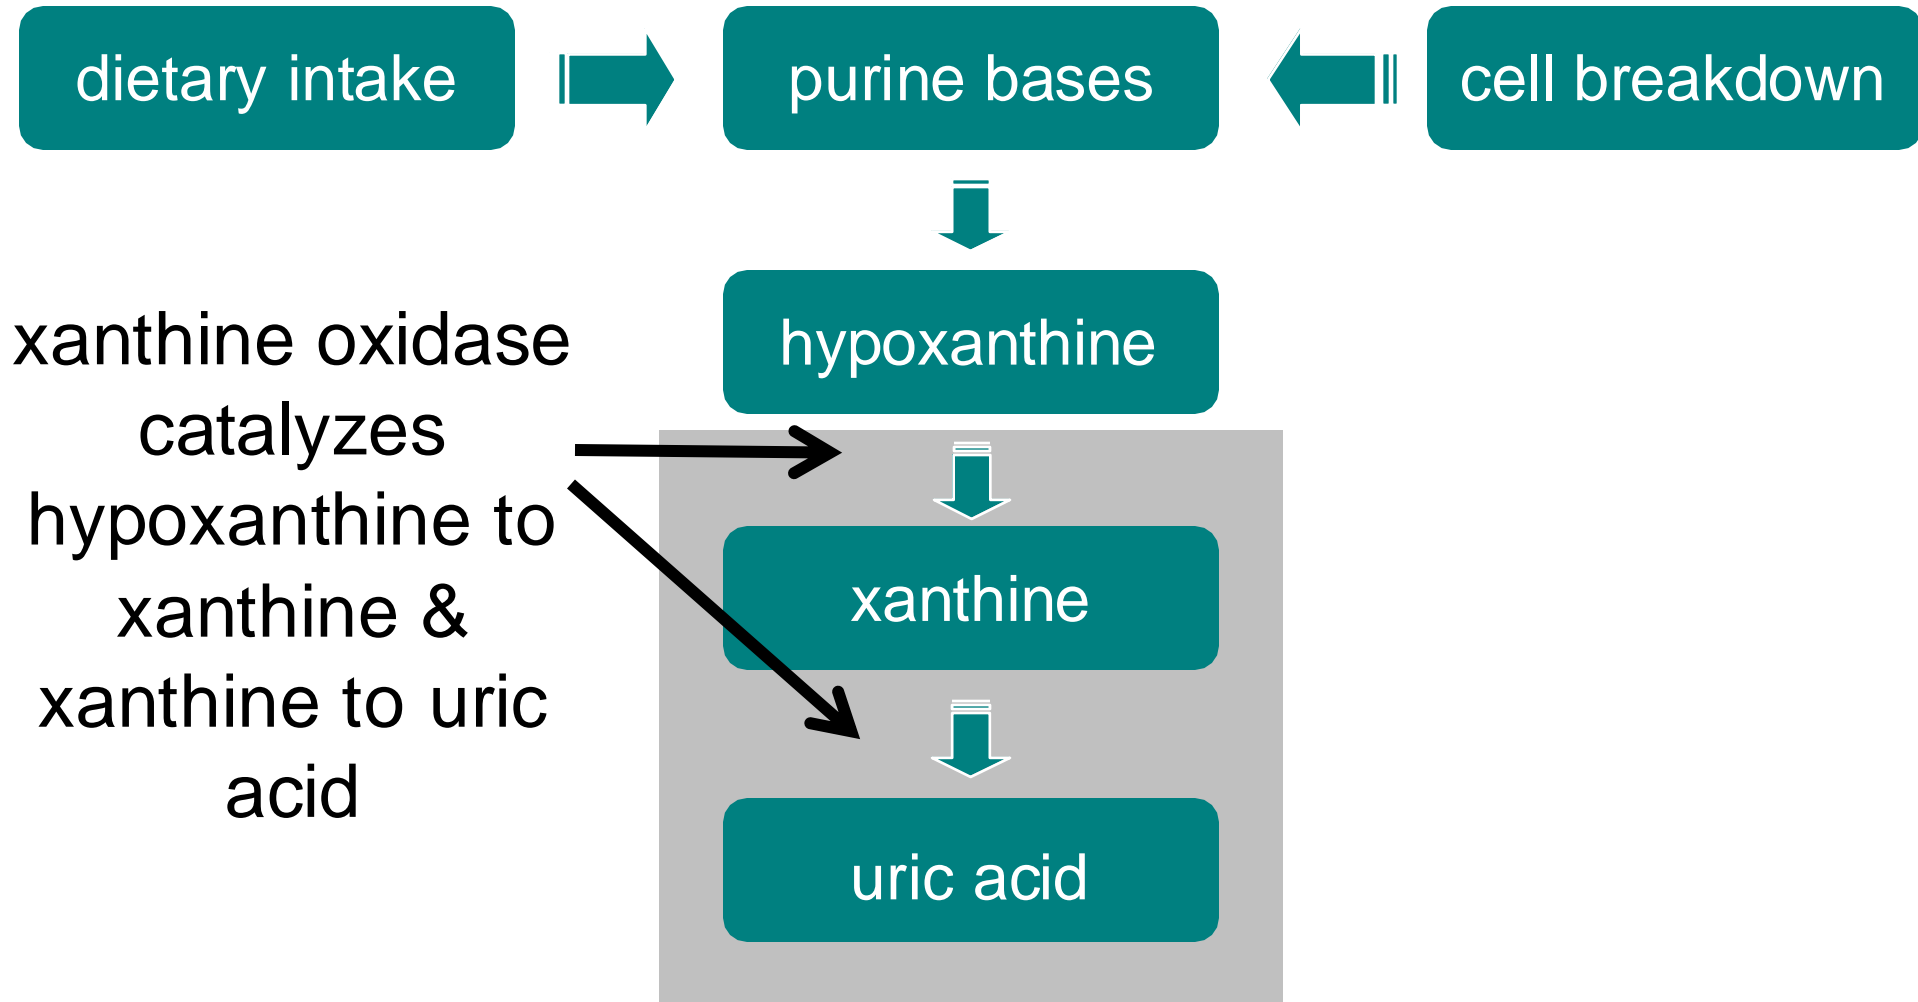 dietary intake
purine bases
cell breakdown
hypoxanthine
xanthine oxidase
catalyzes
hypoxanthine to
xanthine &
xanthine to uric
acid
xanthine
uric acid